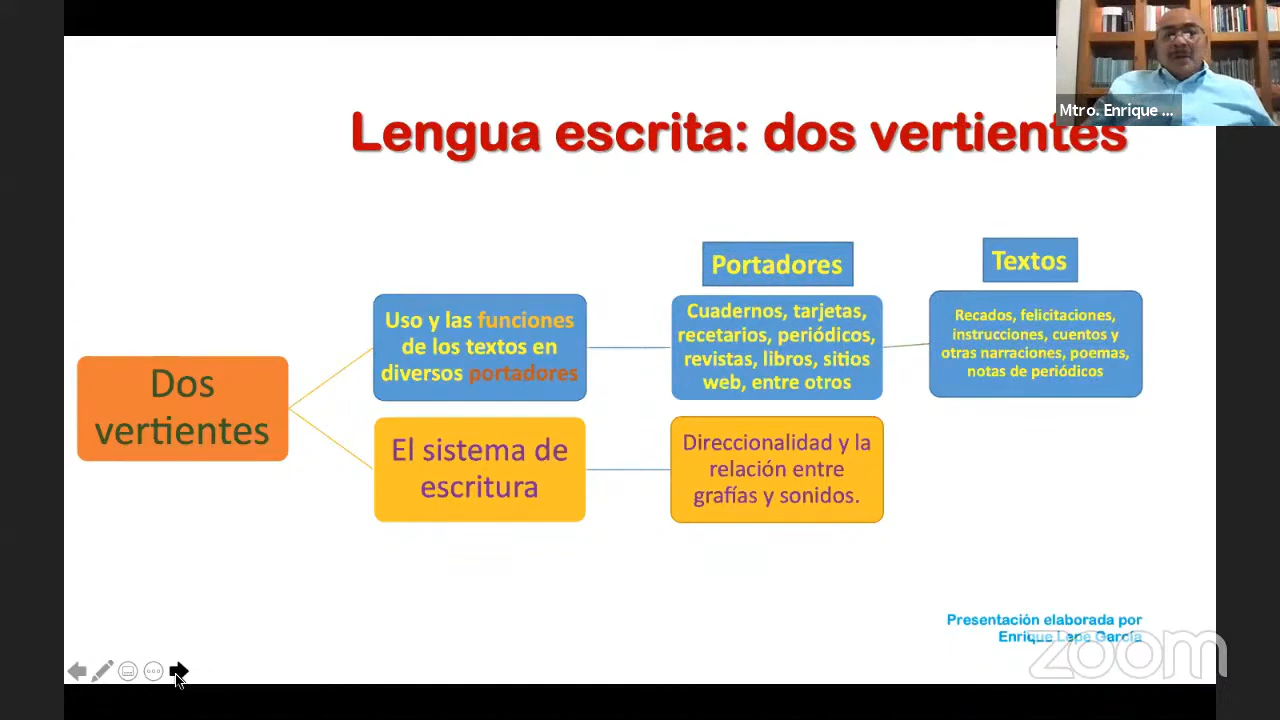 Mtro. Enrique ...
Lengua escrita: dos vertientes
Portadores
Textos
Uso y las funciones
de los textos en
diversos portadores
Cuadernos, tarjetas,
recetarios, periódicos,
revistas, libros, sitios
web, entre otros
Recados, felicitaciones,
instrucciones, cuentos y
otras narraciones, poemas,
notas de periódicos
Dos
vertientes
El sistema de
escritura
Direccionalidad y la
relación entre
grafías y sonidos.
Presentación elaborada por
Enrique Lepe García
zoom